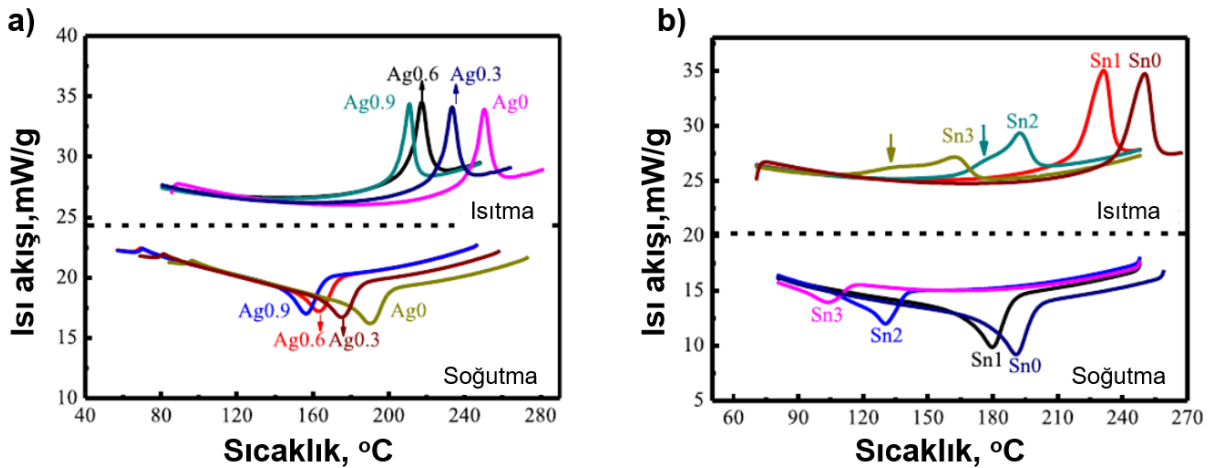 a)
Isı akışı,mW/g
40
35
30
25
20
15
10
Ag0.6
Ag0.3
Ag0.9
Ag0
Isıtma
Ag0.9
Ag0
Ag0.6
Ag0.3
Soğutma
40 80 120 160 200 240 280
Sıcaklık, °C
b)
Isı akışı,mW/g
35
30
25
20
15
10
5
Sn1 Sn0
Sn2
Sn3
Isıtma
Sn3
Sn2
Sn1 Sn0
Soğutma
60 90 120 150 180 210 240 270
Sıcaklık, °C